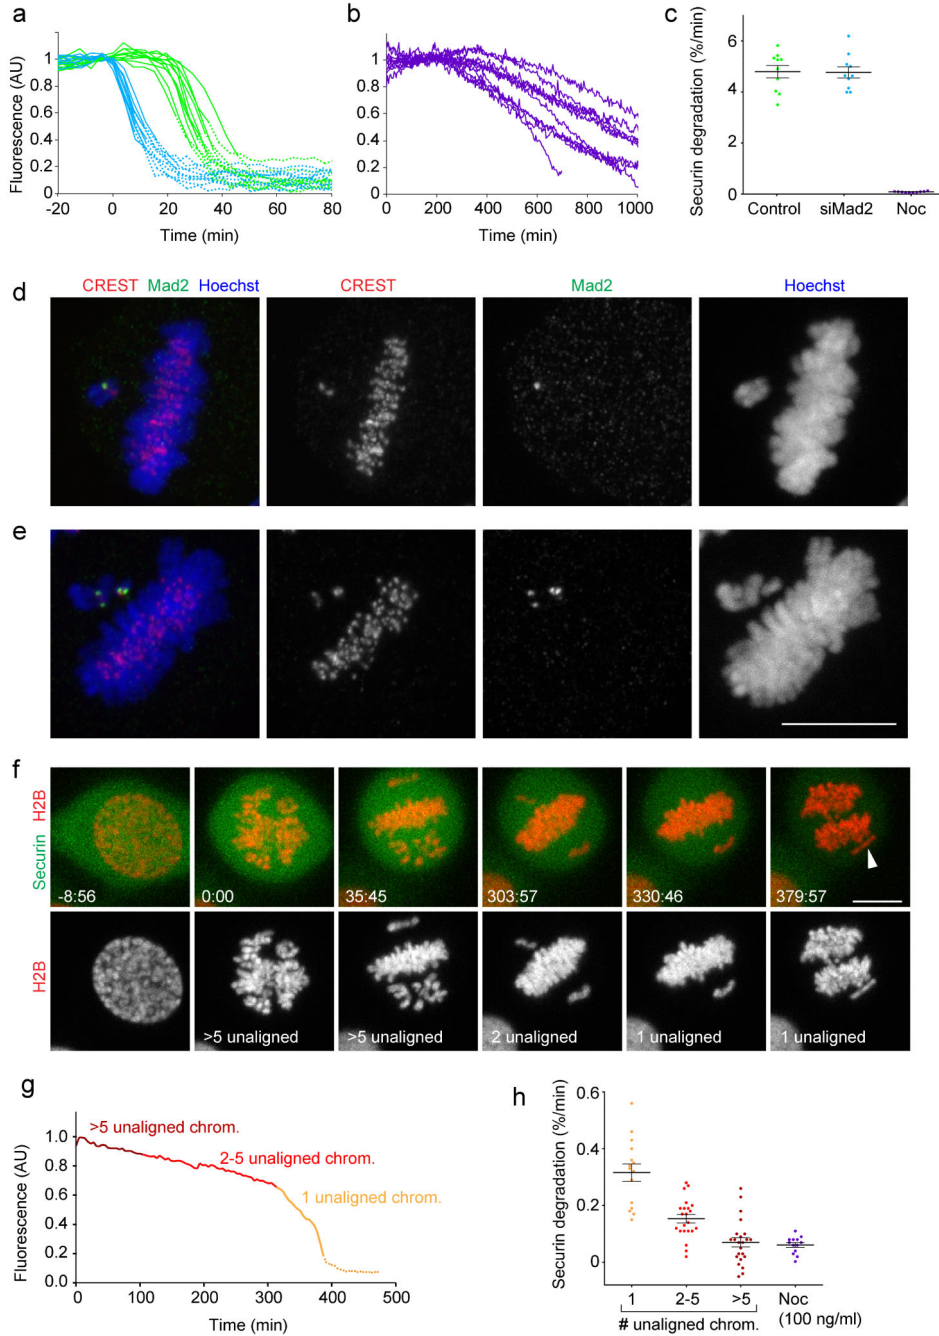 a
b
c
Fluorescence (AU)
1
0.8
0.6
0.4
0.2
0
-20 0 20 40 60 80
Time (min)
1
0.8
0.6
0.4
0.2
0
0 200 400 600 800 1000
Time (min)
Securin degradation (%/min)
6
4
2
0
Control siMad2 Noc
d
CREST Mad2 Hoechst CREST Mad2 Hoechst
e
f
Securin H2B
-8:56 0:00 35:45 303:57 330:46 379:57
H2B
>5 unaligned >5 unaligned 2 unaligned 1 unaligned 1 unaligned
g
Fluorescence (AU)
1.0
0.8
0.6
0.4
0.2
0.0
>5 unaligned chrom.
2-5 unaligned chrom.
1 unaligned chrom.
0 100 200 300 400 500
Time (min)
h
Securin degradation (%/min)
0.6
0.4
0.2
0
1 2-5 >5 Noc
# unaligned chrom. (100 ng/ml)